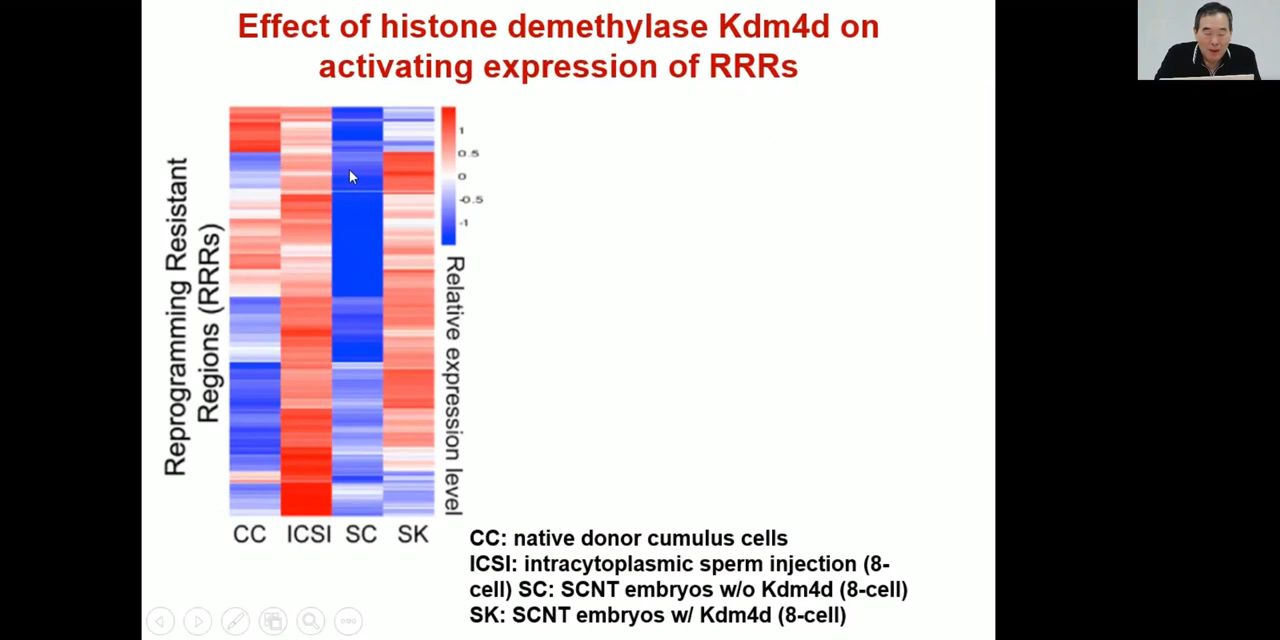 Effect of histone demethylase Kdm4d on
activating expression of RRRs
Reprogramming Resistant
Regions (RRRs)
1
0.5
0
-0.5
-1
Relative expression level
CC ICSI SC SK
CC: native donor cumulus cells
ICSI: intracytoplasmic sperm injection (8-
cell) SC: SCNT embryos w/o Kdm4d (8-cell)
SK: SCNT embryos w/ Kdm4d (8-cell)